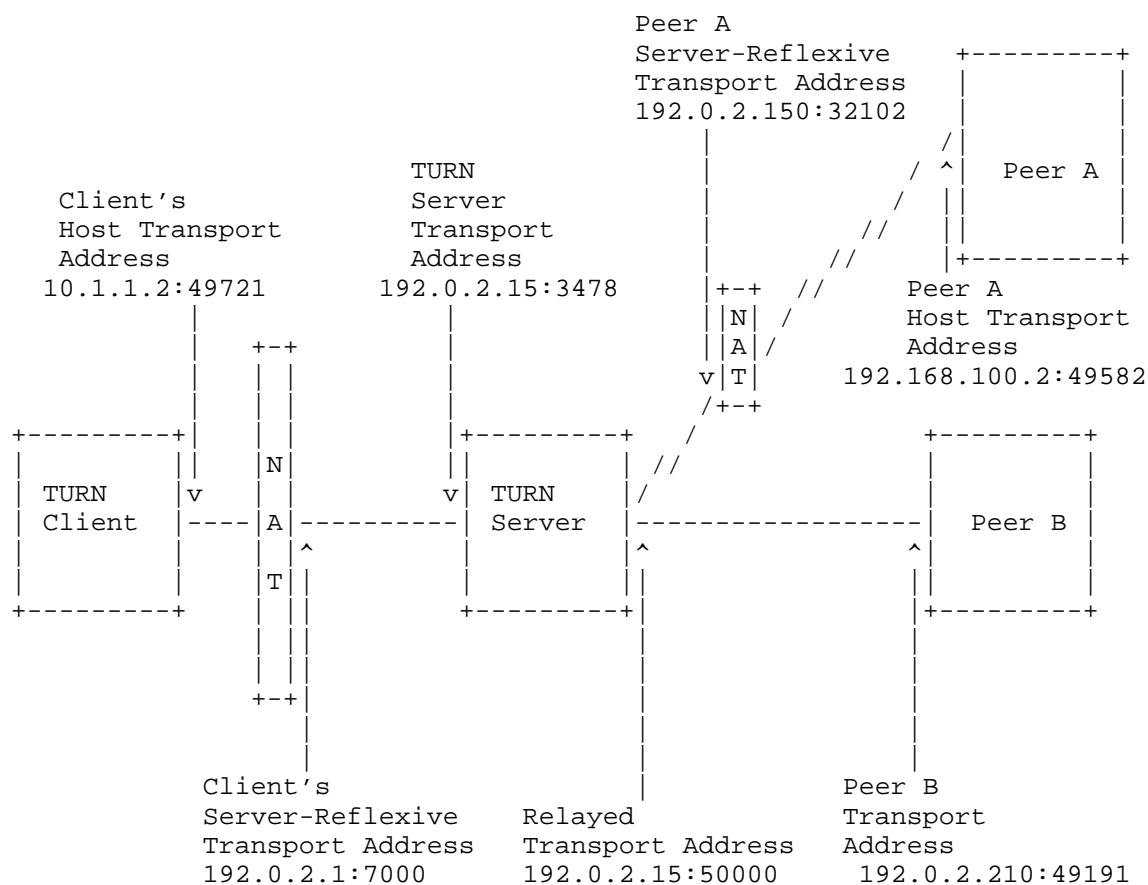 Peer A
Server-Reflexive
Transport Address
192.0.2.150:32102
TURN
Server
Transport
Address
192.0.2.15:3478
Client's
Host Transport
Address
10.1.1.2:49721
Peer A
Peer A
Host Transport
Address
192.168.100.2:49582
N
A
T
TURN
Client
N
A
T
TURN
Server
Peer B
Client's
Server-Reflexive
Transport Address
192.0.2.1:7000
Relayed
Transport Address
192.0.2.15:50000
Peer B
Transport
Address
192.0.2.210:49191